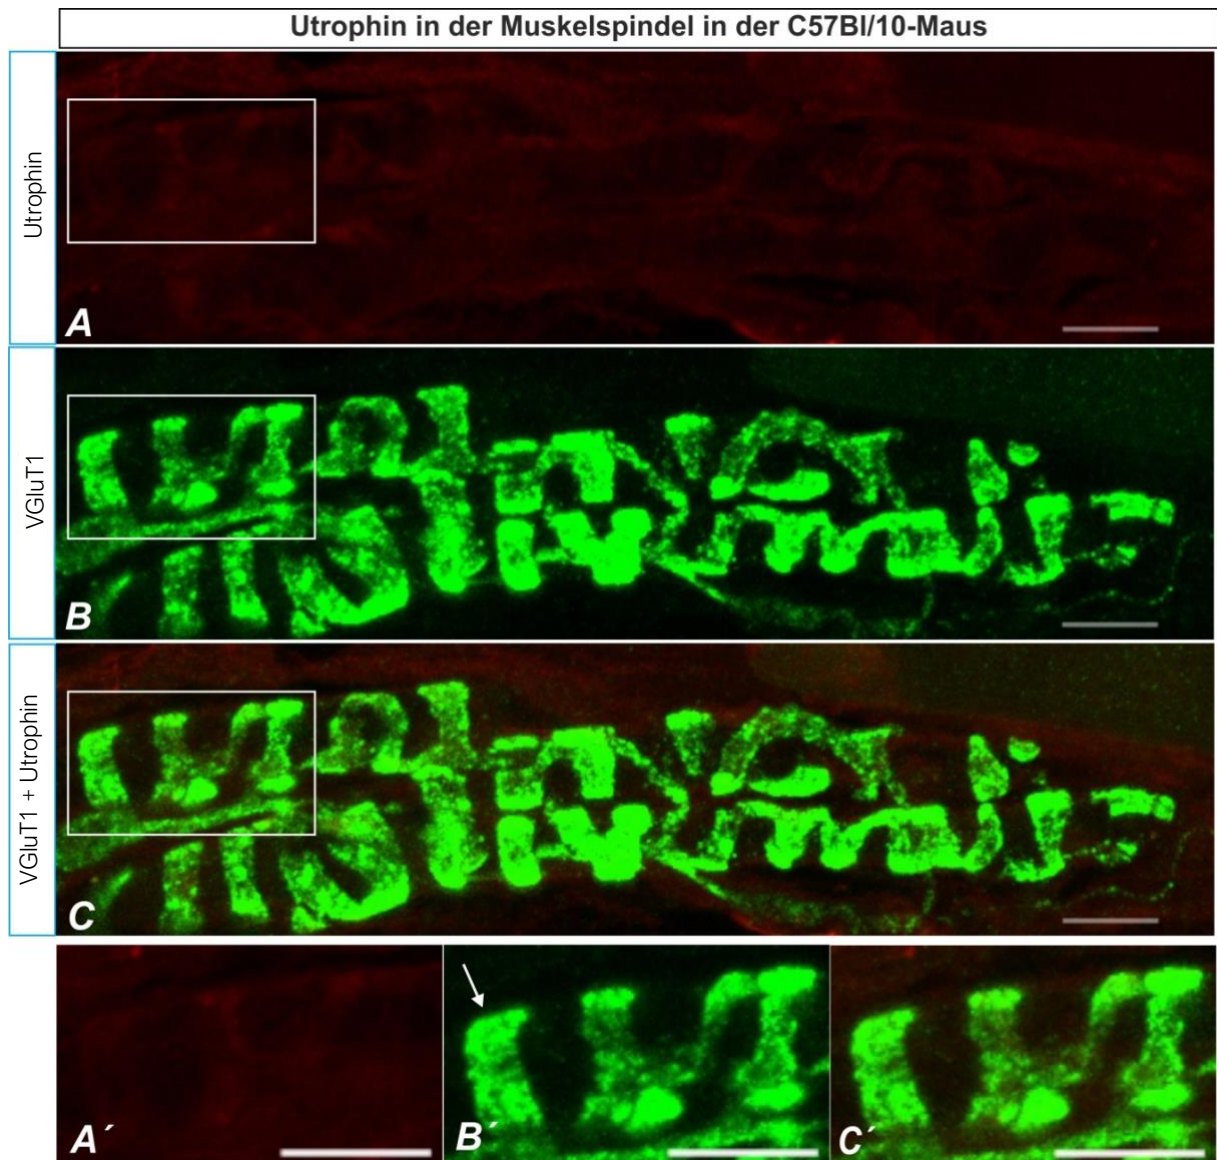 Utrophin in der Muskelspindel in der C57Bl/10-Maus
Utrophin
A
VGluT1
B
VGluT1 + Utrophin
C
A´
B´
C´